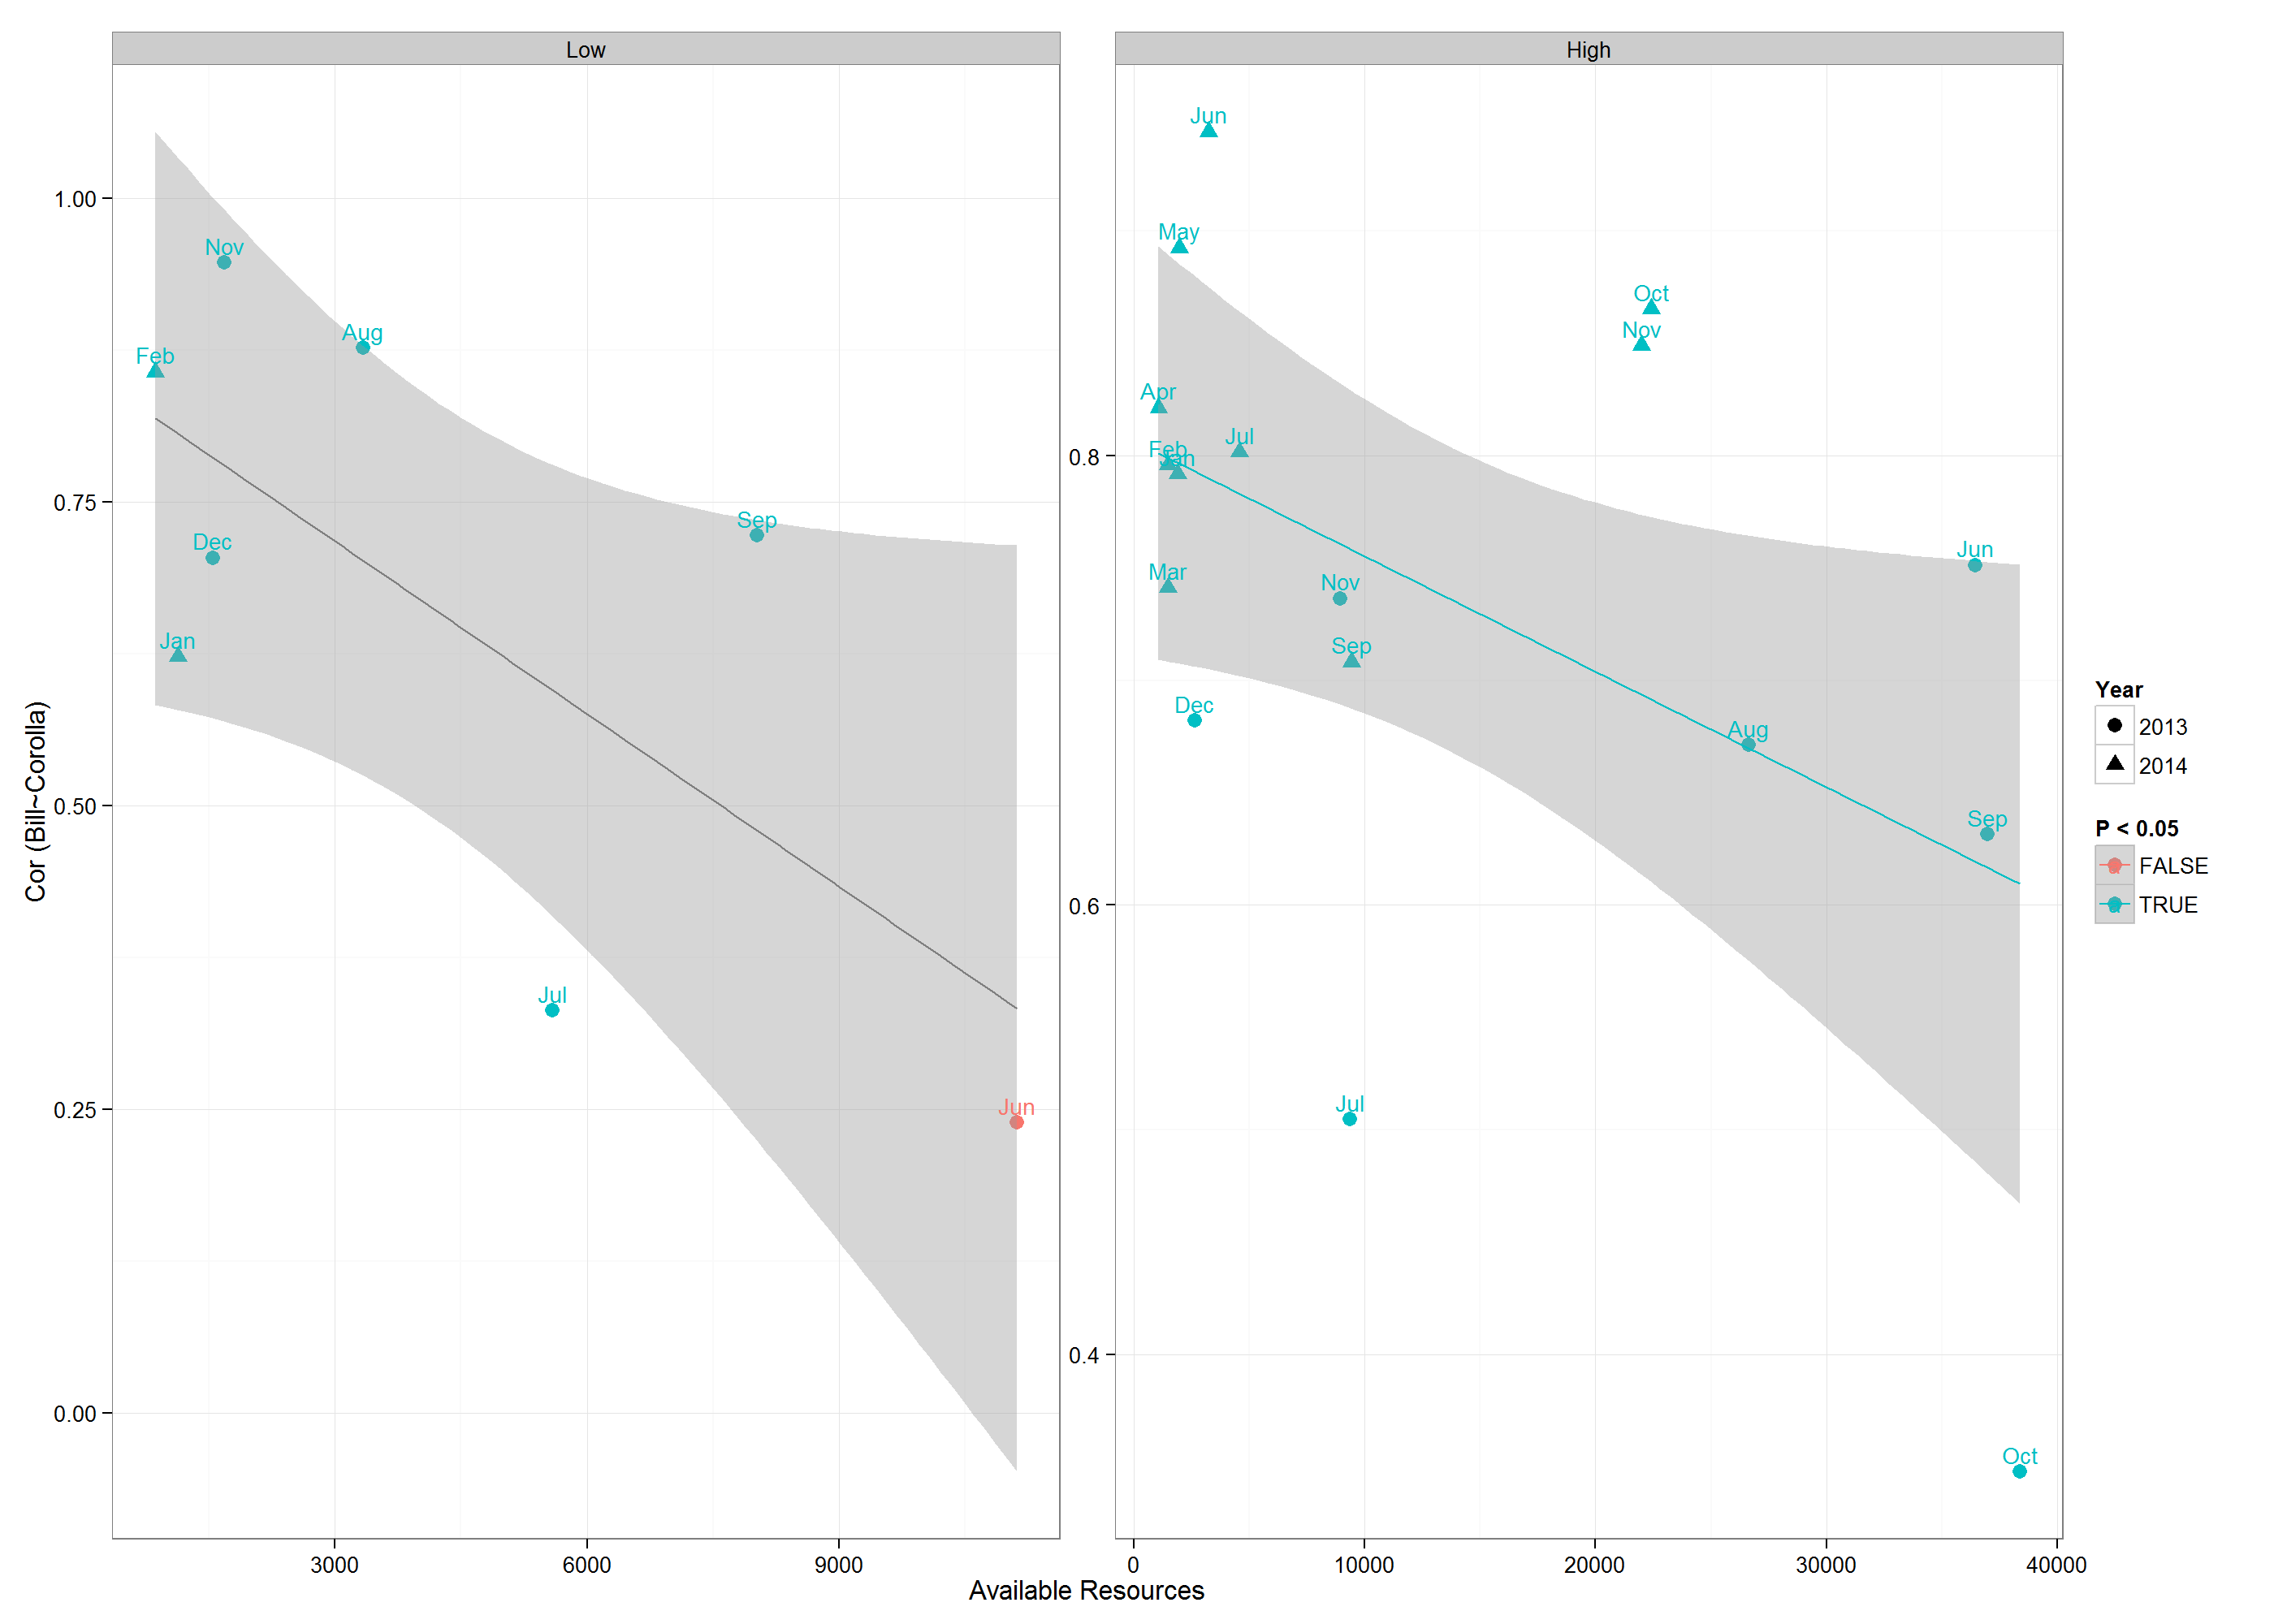 Low
High
Cor (Bill~Corolla)
1.00
0.75
0.50
0.25
0.00
Nov
Aug
Feb
Sep
Dec
Jan
Jul
Jun
3000
6000
9000
0.8
0.6
0.4
Jun
May
Oct
Nov
Apr
Jul
Feb
Jan
Jun
Mar
Nov
Sep
Dec
Aug
Sep
Jul
Oct
0
10000
20000
30000
40000
Available Resources
Year
2013
2014
P < 0.05
FALSE
TRUE